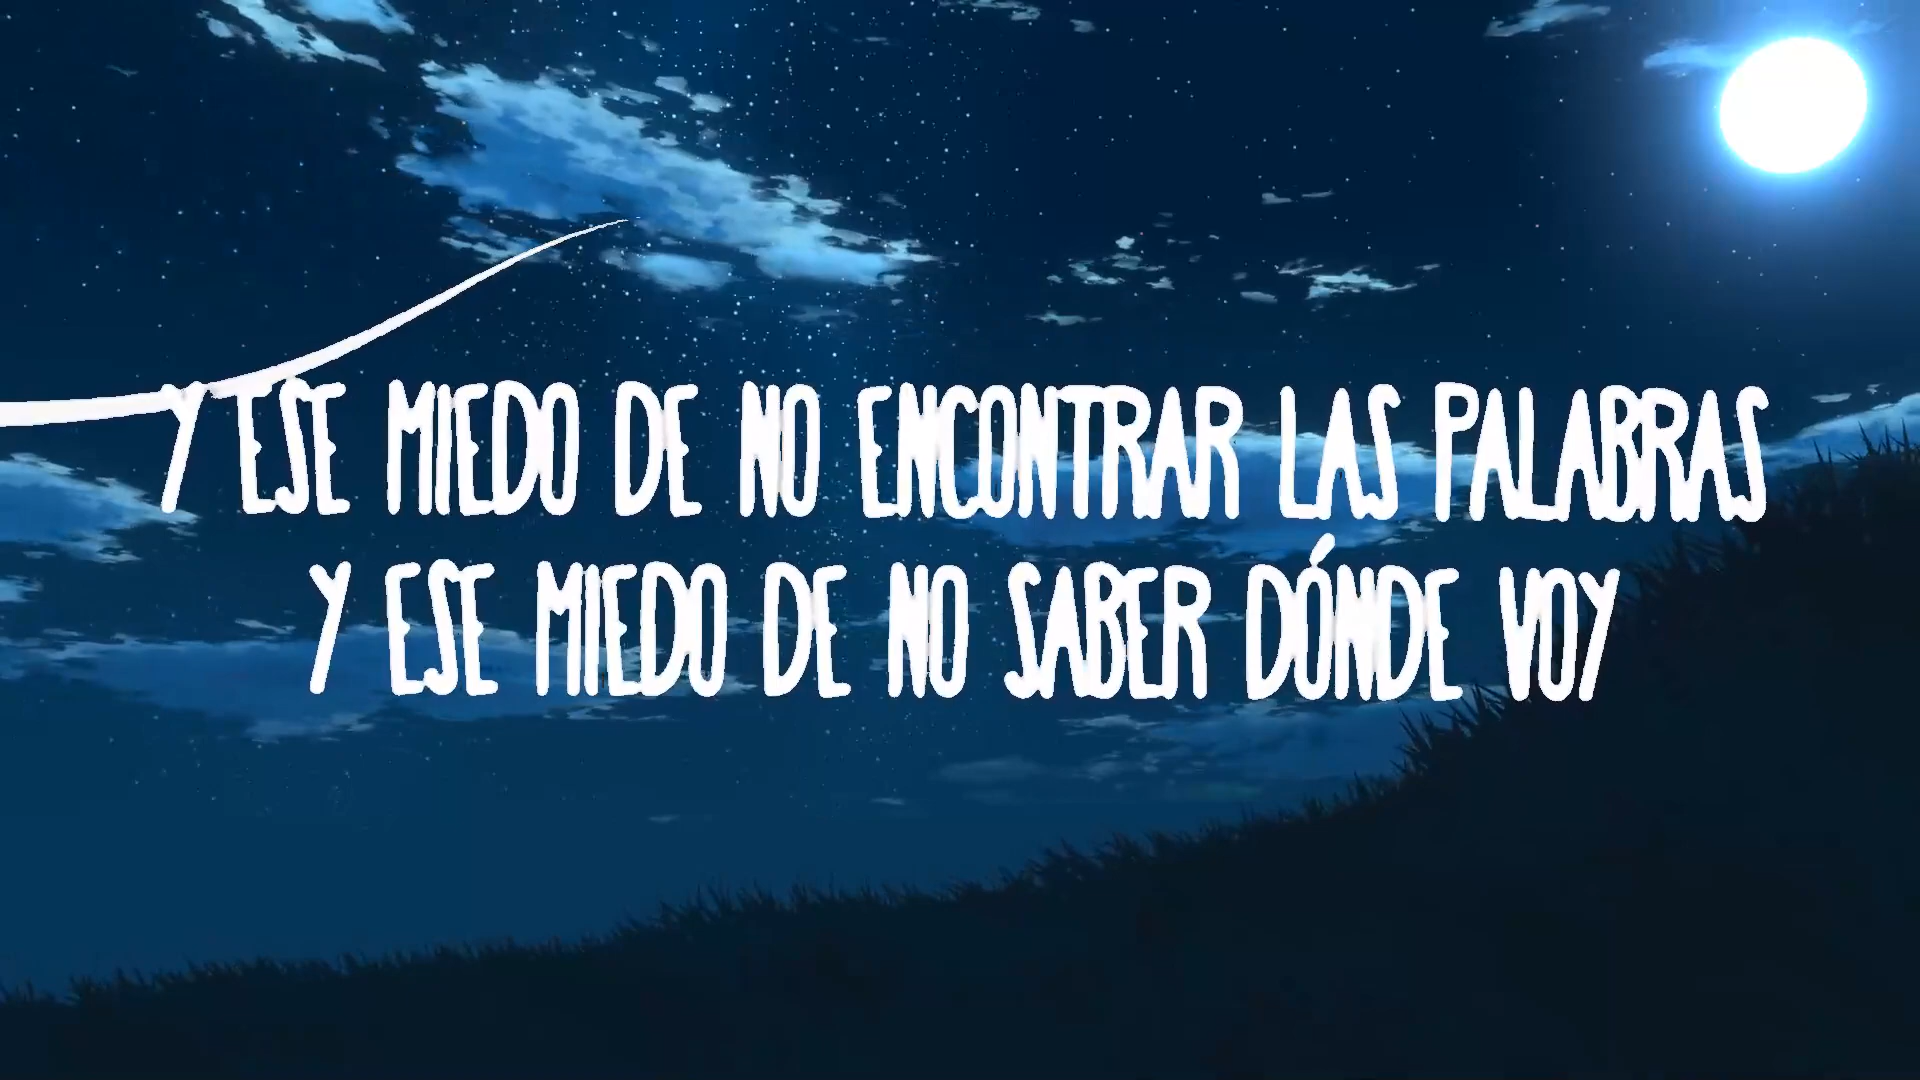 Y ESE MIEDO DE NO ENCONTRAR LAS PALABRAS
Y ESE MIEDO DE NO SABER DÓNDE VOY